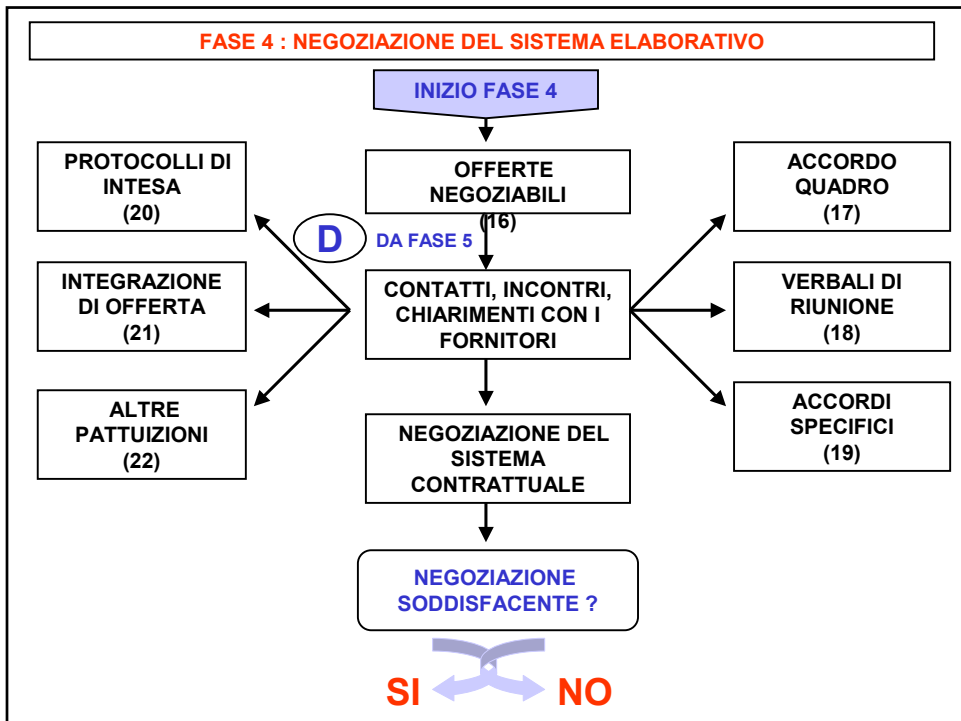 FASE 4 : NEGOZIAZIONE DEL SISTEMA ELABORATIVO
INIZIO FASE 4
PROTOCOLLI DI
INTESA
(20)
OFFERTE
NEGOZIABILI
(16)
ACCORDO
QUADRO
(17)
D
DA FASE 5
INTEGRAZIONE
DI OFFERTA
(21)
CONTATTI, INCONTRI,
CHIARIMENTI CON I
FORNITORI
VERBALI DI
RIUNIONE
(18)
ALTRE
PATTUIZIONI
(22)
NEGOZIAZIONE DEL
SISTEMA
CONTRATTUALE
ACCORDI
SPECIFICI
(19)
NEGOZIAZIONE
SODDISFACENTE ?
SI
NO